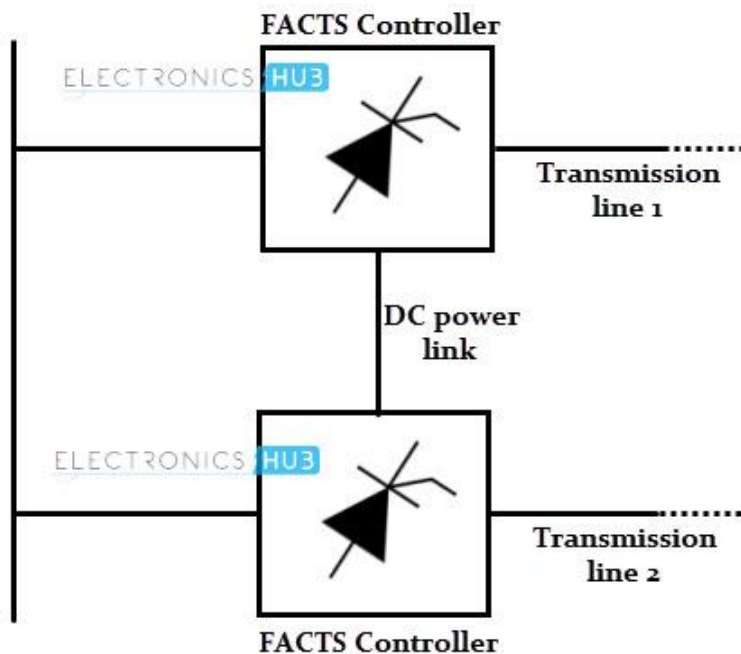 FACTS Controller
ELECTRONICS HUB
Transmission
line 1
DC power
link
ELECTRONICS HUB
Transmission
line 2
FACTS Controller